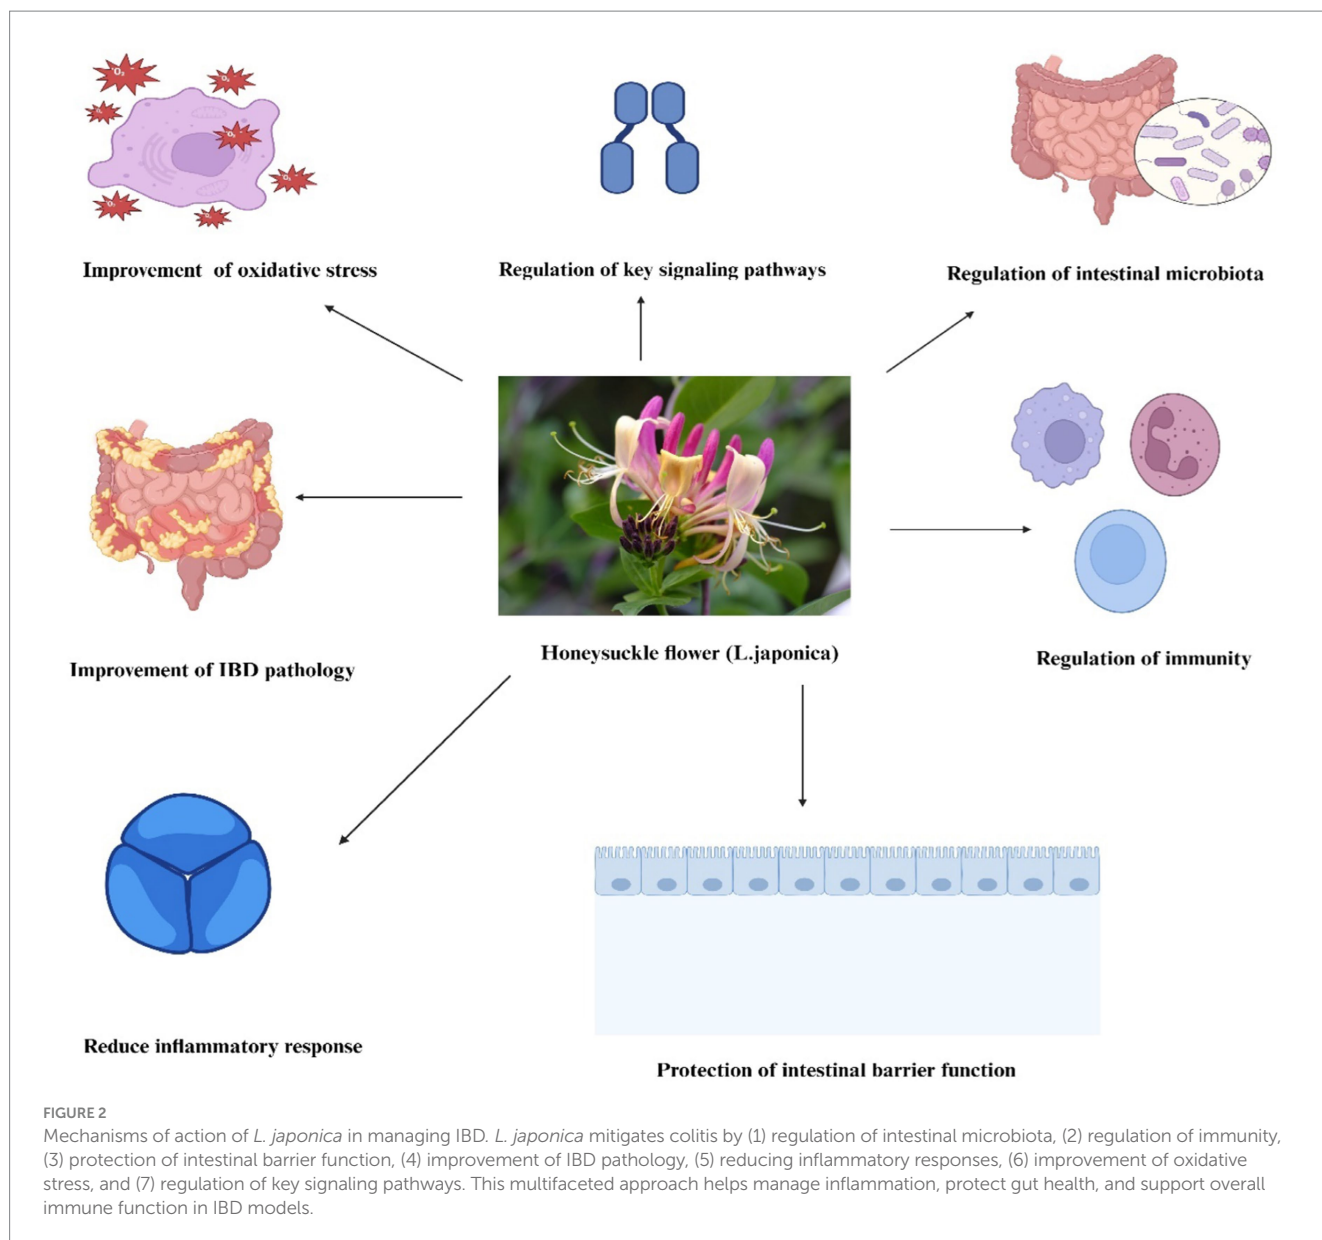 Improvement of oxidative stress
Regulation of key signaling pathways
Regulation of intestinal microbiota
Improvement of IBD pathology
Honeysuckle flower (L.japonica)
Regulation of immunity
Reduce inflammatory response
Protection of intestinal barrier function
FIGURE 2
Mechanisms of action of L. japonica in managing IBD. L. japonica mitigates colitis by (1) regulation of intestinal microbiota, (2) regulation of immunity,
(3) protection of intestinal barrier function, (4) improvement of IBD pathology, (5) reducing inflammatory responses, (6) improvement of oxidative
stress, and (7) regulation of key signaling pathways. This multifaceted approach helps manage inflammation, protect gut health, and support overall
immune function in IBD models.